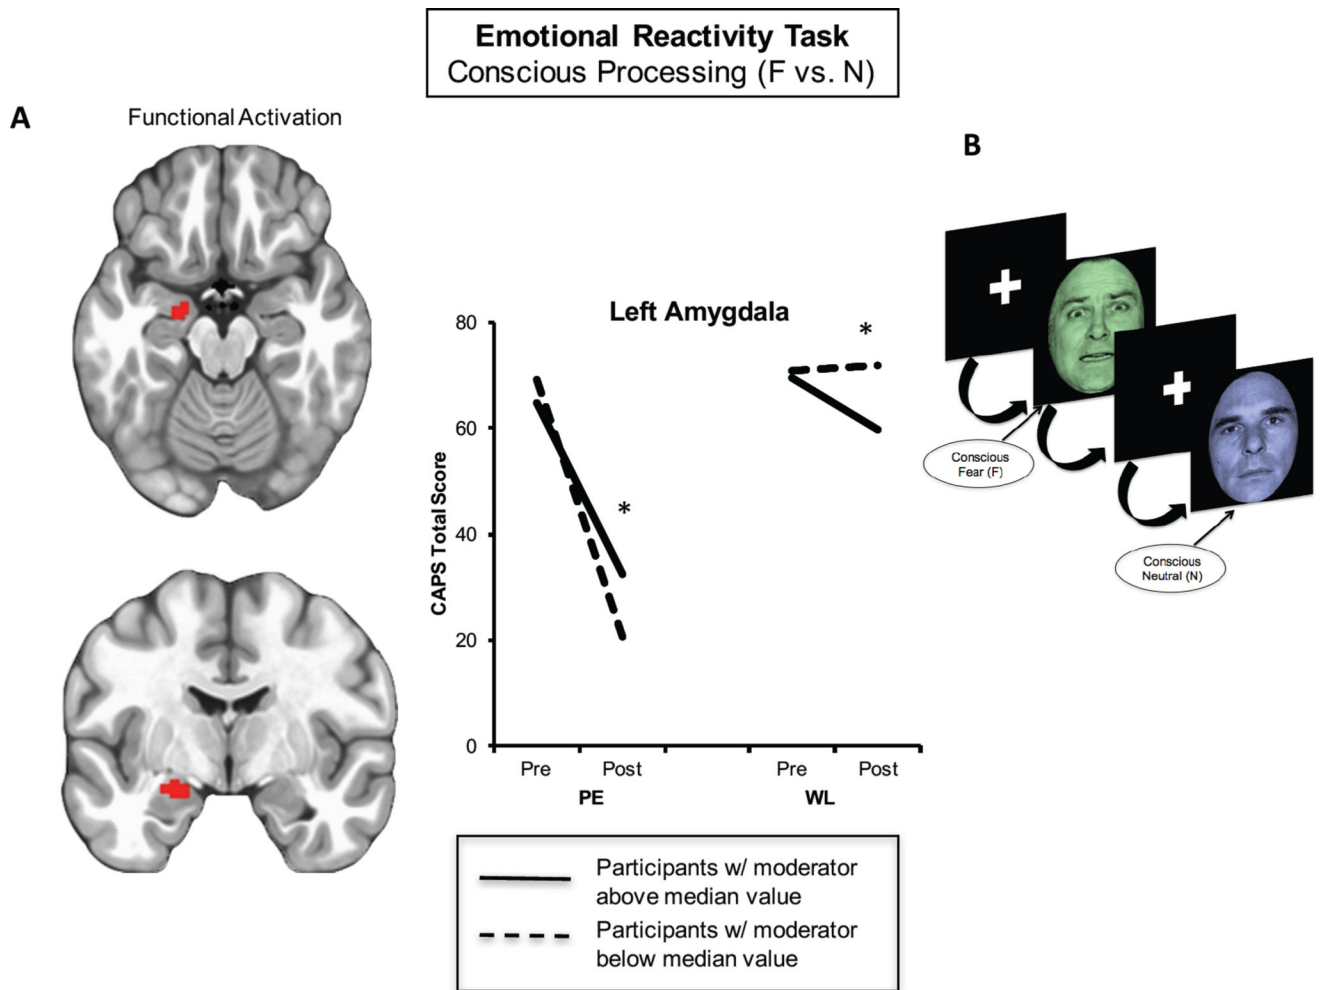 Emotional Reactivity Task
Conscious Processing (F vs. N)
A
Functional Activation
B
Left Amygdala
*
*
80
60
40
20
0
CAPS Total Score
Pre
Post
Pre
Post
PE
WL
Conscious
Fear (F)
Conscious
Neutral (N)
Participants w/ moderator
above median value
Participants w/ moderator
below median value